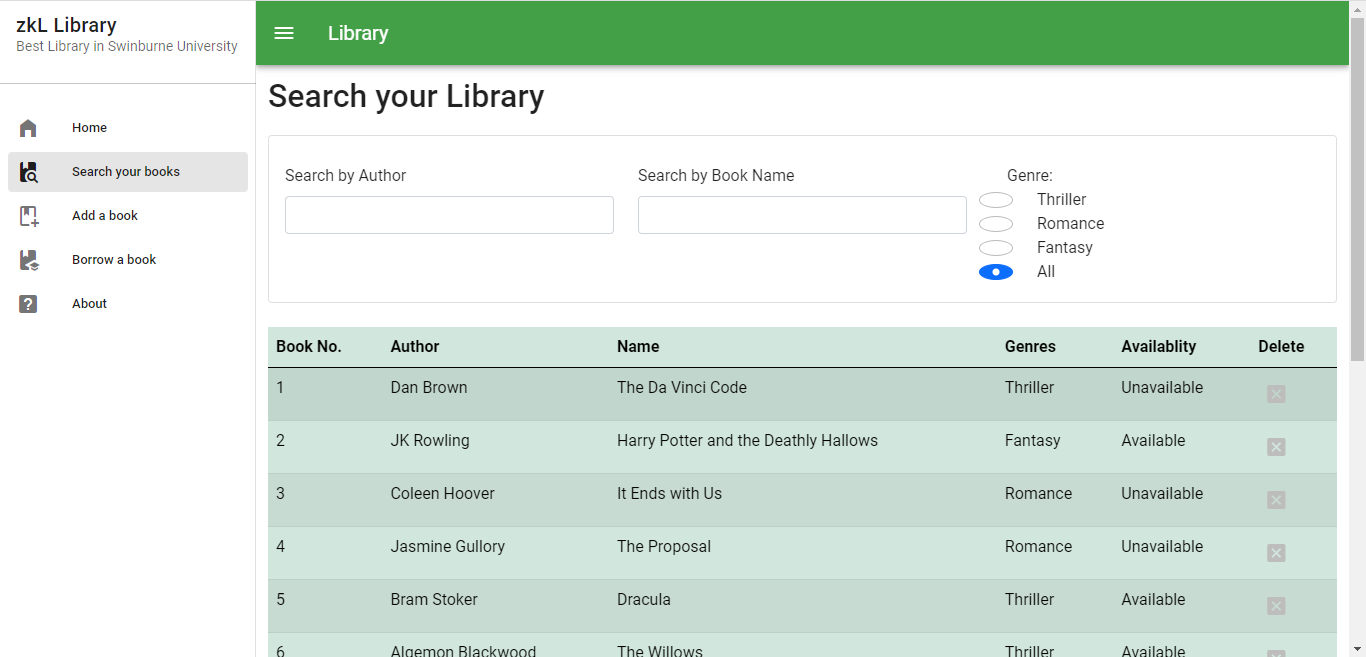 zkL Library
Best Library in Swinburne University
Library
Home
Search your books
Add a book
Borrow a book
About
Search your Library
Search by Author
Search by Book Name
Genre:
Thriller
Romance
Fantasy
All
Book No. Author Name Genres Availablity Delete
1 Dan Brown The Da Vinci Code Thriller Unavailable
2 JK Rowling Harry Potter and the Deathly Hallows Fantasy Available
3 Coleen Hoover It Ends with Us Romance Unavailable
4 Jasmine Gullory The Proposal Romance Unavailable
5 Bram Stoker Dracula Thriller Available
6 Algemon Blackwood The Willows Thriller Available